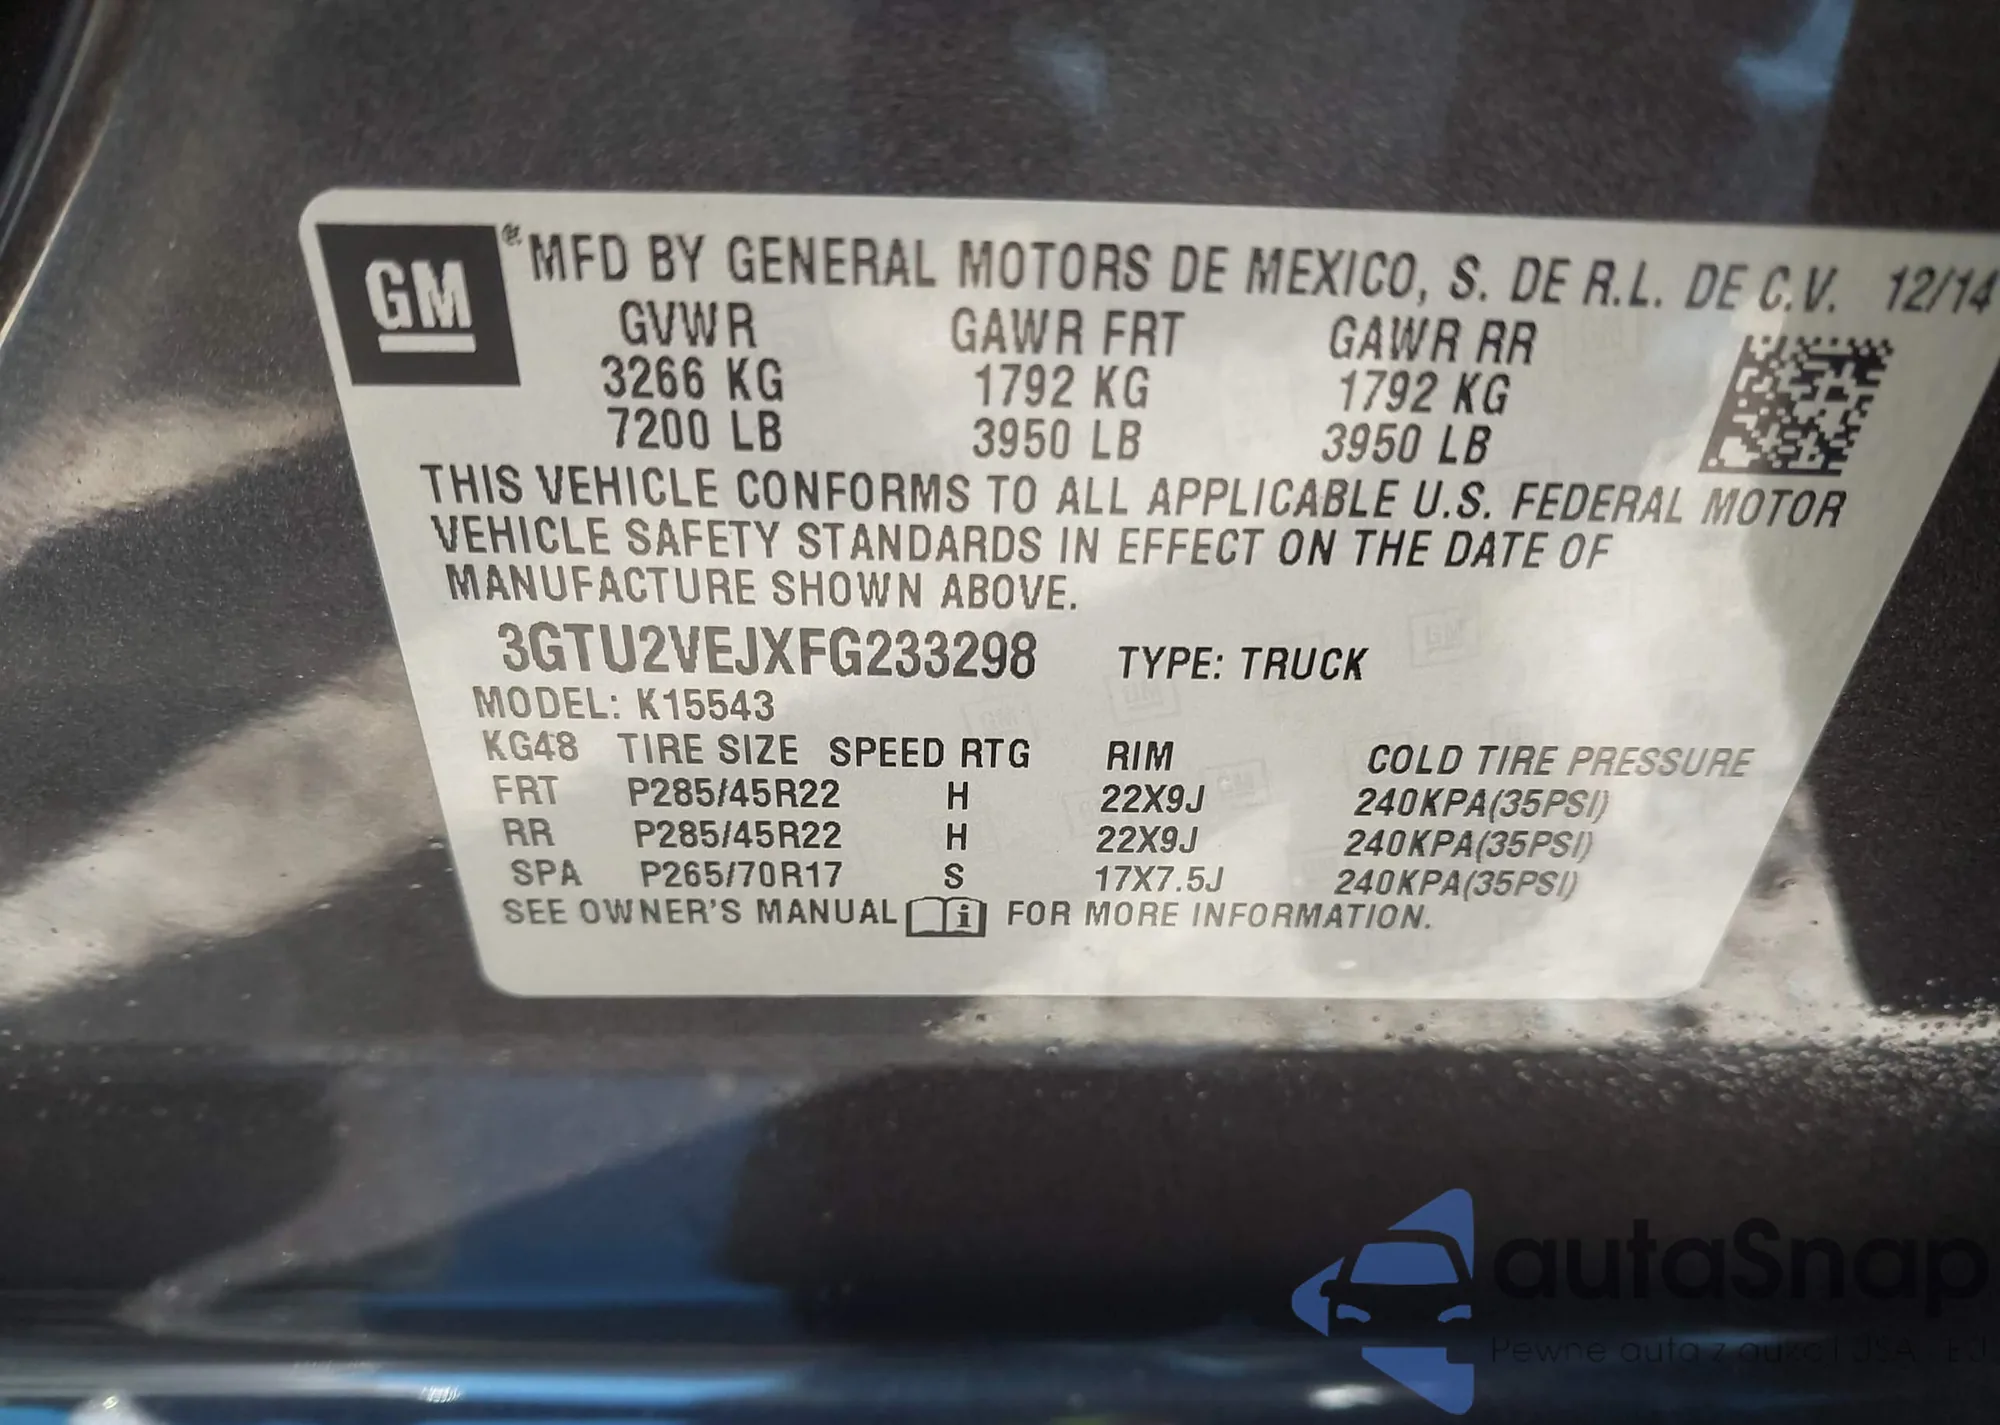 GM
MFD BY GENERAL MOTORS DE MEXICO, S. DE R.L. DE C.V. 12/14
GVWR GAWR FRT GAWR RR
3266 KG 1792 KG 1792 KG
7200 LB 3950 LB 3950 LB
THIS VEHICLE CONFORMS TO ALL APPLICABLE U.S. FEDERAL MOTOR
VEHICLE SAFETY STANDARDS IN EFFECT ON THE DATE OF
MANUFACTURE SHOWN ABOVE.
3GTU2VEJXFG233298 TYPE: TRUCK
MODEL: K15543
KG48 TIRE SIZE SPEED RTG RIM COLD TIRE PRESSURE
FRT P285/45R22 H 22X9J 240KPA(35PSI)
RR P285/45R22 H 22X9J 240KPA(35PSI)
SPA P265/70R17 S 17X7.5J 240KPA(35PSI)
SEE OWNER'S MANUAL FOR MORE INFORMATION.
autaSnap
Pewne auta z aukcji USA